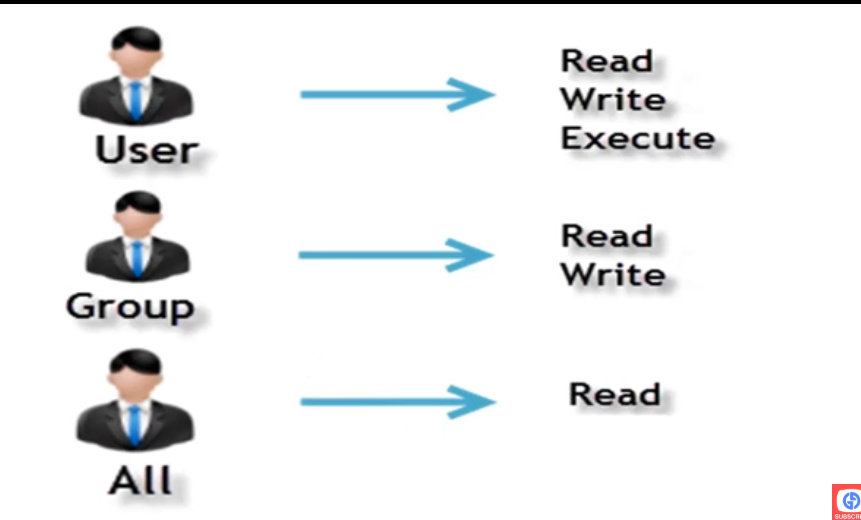 User
Read
Write
Execute
Group
Read
Write
All
Read